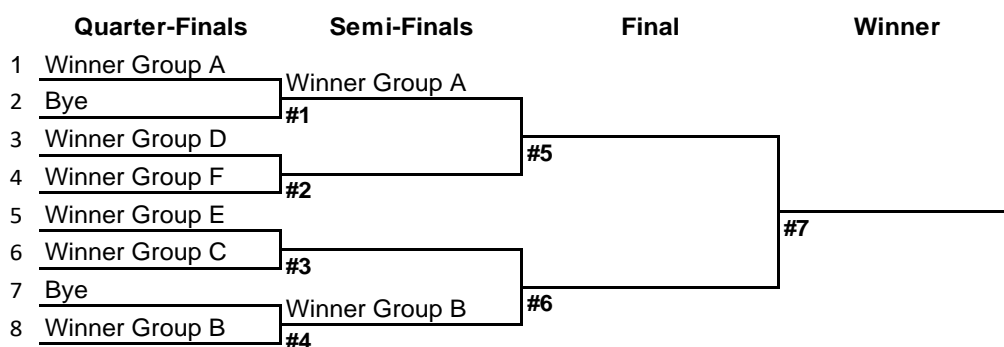 Quarter-Finals Semi-Finals Final Winner
1 Winner Group A
Winner Group A
2 Bye
#1
3 Winner Group D
#5
4 Winner Group F
#2
5 Winner Group E
#7
6 Winner Group C
#3
7 Bye
Winner Group B
#6
8 Winner Group B
#4